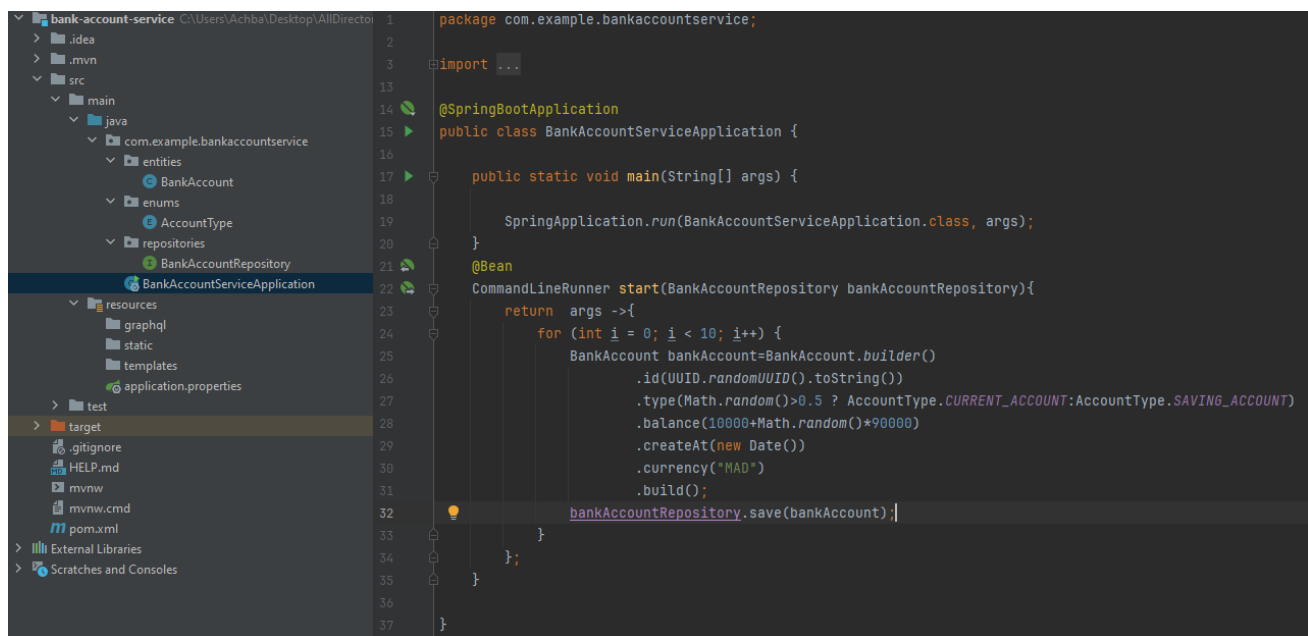 bank-account-service C:\Users\Achba\Desktop\AllDirecto
.idea
.mvn
src
main
java
com.example.bankaccountservice
entities
BankAccount
enums
AccountType
repositories
BankAccountRepository
BankAccountServiceApplication
resources
graphql
static
templates
application.properties
test
target
.gitignore
HELP.md
mvnw
mvnw.cmd
pom.xml
External Libraries
Scratches and Consoles
1 package com.example.bankaccountservice;
2
3 import ...
13
14 @SpringBootApplication
15 public class BankAccountServiceApplication {
16
17 public static void main(String[] args) {
18
19 SpringApplication.run(BankAccountServiceApplication.class, args);
20 }
21 @Bean
22 CommandLineRunner start(BankAccountRepository bankAccountRepository){
23 return args ->{
24 for (int i = 0; i < 10; i++) {
25 BankAccount bankAccount=BankAccount.builder()
26 .id(UUID.randomUUID().toString())
27 .type(Math.random()>0.5 ? AccountType.CURRENT_ACCOUNT:AccountType.SAVING_ACCOUNT)
28 .balance(10000+Math.random()*90000)
29 .createAt(new Date())
30 .currency("MAD")
31 .build();
32 bankAccountRepository.save(bankAccount);
33 }
34 };
35 }
36
37 }